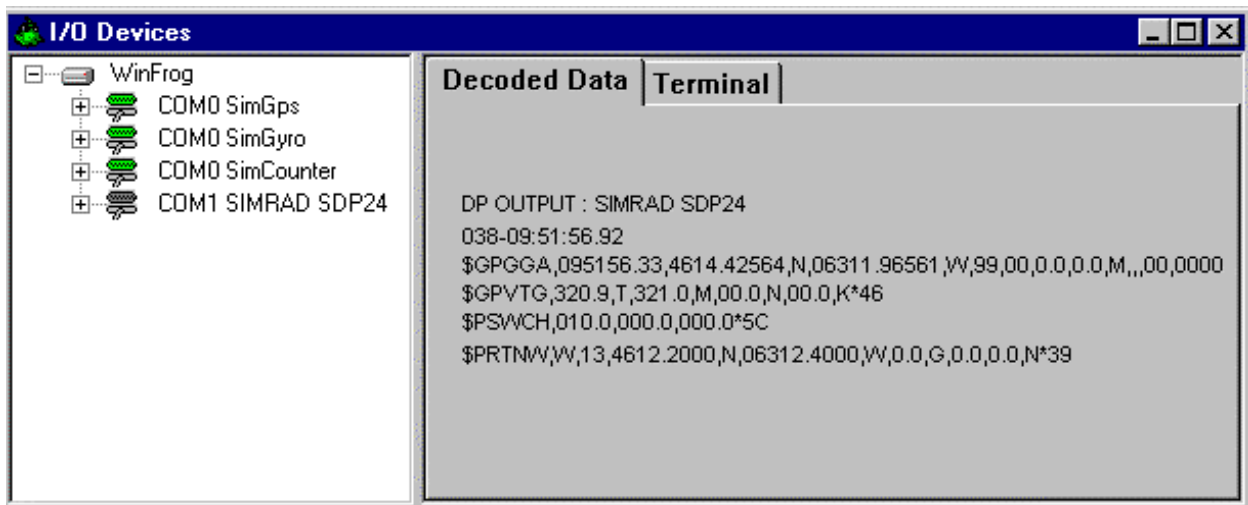 I/O Devices
WinFrog
COM0 SimGps
COM0 SimGyro
COM0 SimCounter
COM1 SIMRAD SDP24
Decoded Data
Terminal
DP OUTPUT : SIMRAD SDP24
038-09:51:56.92
$GPGGA,095156.33,4614.42564,N,06311.96561,W,99,00,0.0,0.0,M,,,00,0000
$GPVTG,320.9,T,321.0,M,00.0,N,00.0,K*46
$PSWCH,010.0,000.0,000.0*5C
$PRTNW,W,13,4612.2000,N,06312.4000,W,0.0,G,0.0,0.0,N*39